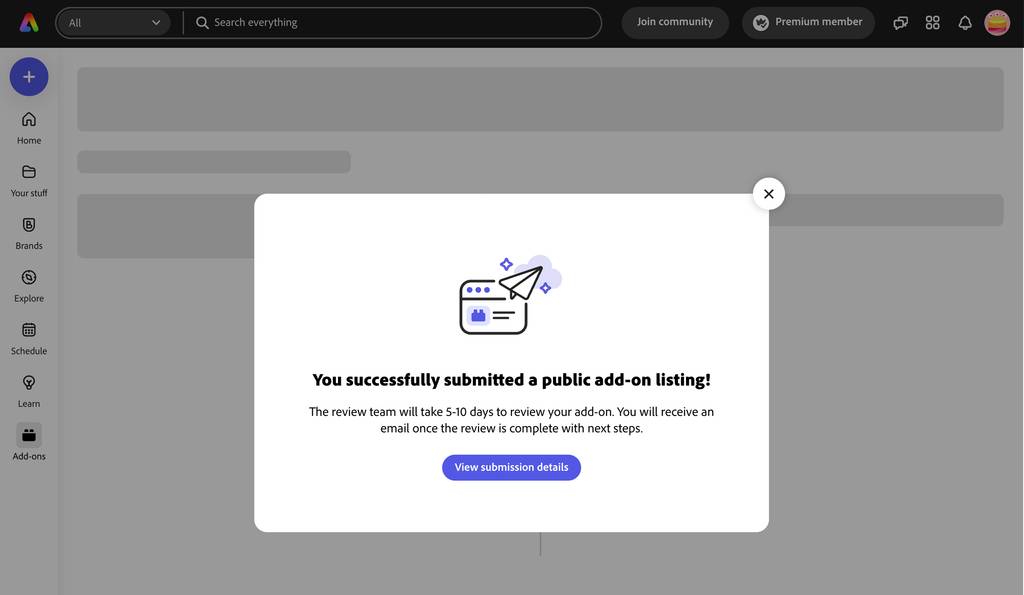 All
Search everything
Join community
Premium member
Home
Your stuff
Brands
Explore
Schedule
Learn
Add-ons
You successfully submitted a public add-on listing!
The review team will take 5-10 days to review your add-on. You will receive an
email once the review is complete with next steps.
View submission details